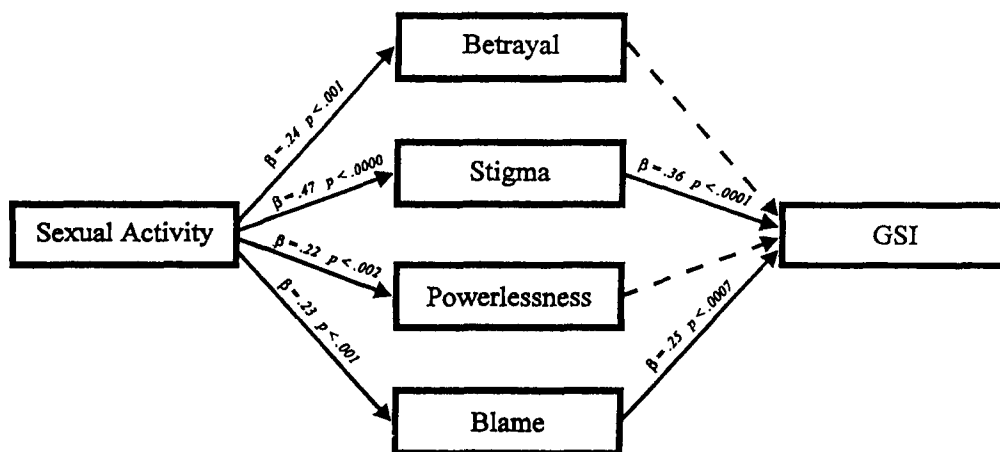 Betrayal
β=.24 p<.001
β=.47 p<.0000
Stigma
β=.36 p<.0001
Sexual Activity
GSI
β=.22 p<.002
Powerlessness
β=.23 p<.001
β=.25 p<.0007
Blame